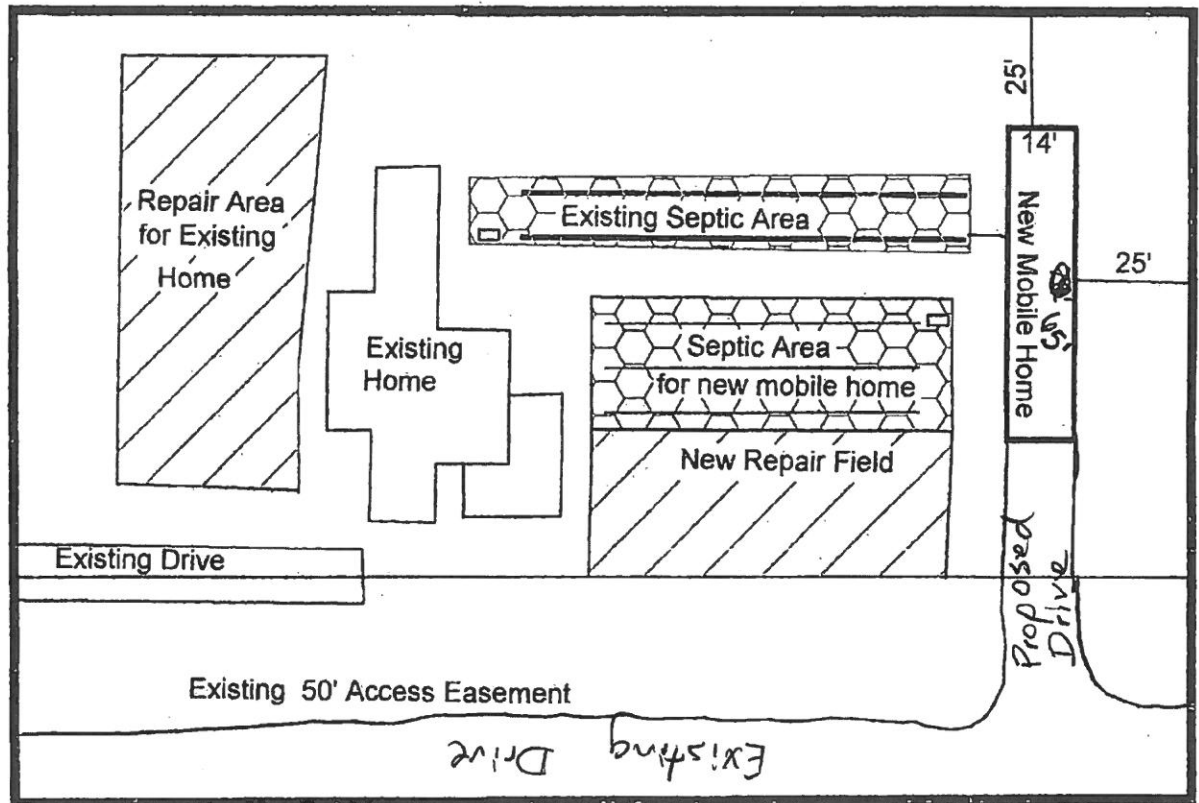 25'
14'
Repair Area
for Existing
Home
Existing Septic Area
New Mobile Home
65'
25'
Existing
Home
Septic Area
for new mobile home
New Repair Field
Existing Drive
Proposed
Drive
Existing 50' Access Easement
Existing Drive